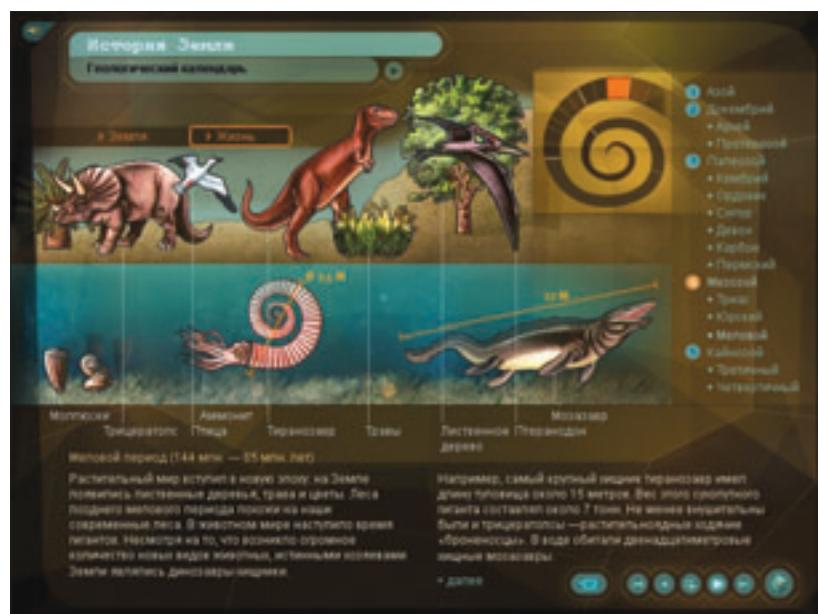 История Земли
Геологический календарь
Земля
Жизнь
Азой
Докембрий
• Архей
• Протерозой
Палеозой
• Кембрий
• Ордовик
• Силур
• Девон
• Карбон
• Пермский
Мезозой
• Триас
• Юрский
• Меловой
Кайнозой
• Третичный
• Четвертичный
12 м
Моллюски
Аммонит
Мозазавр
Трицератопс
Птица
Тиранозавр
Травы
Лиственное
дерево
Птеранодон
Меловой период (144 млн. — 65 млн. лет)
Растительный мир вступил в новую эпоху: на Земле
появились лиственные деревья, трава и цветы. Леса
позднего мелового периода похожи на наши
современные леса. В животном мире наступило время
гигантов. Несмотря на то, что возникло огромное
количество новых видов животных, истинными хозяевами
Земли являлись динозавры-хищники.
Например, самый крупный хищник тиранозавр имел
длину туловища около 15 метров. Вес этого сухопутного
гиганта составлял около 7 тонн. Не менее внушительны
были и трицератопсы —растительноядные ходячие
«броненосцы». В воде обитали двенадцатиметровые
хищные мозазавры.
• далее